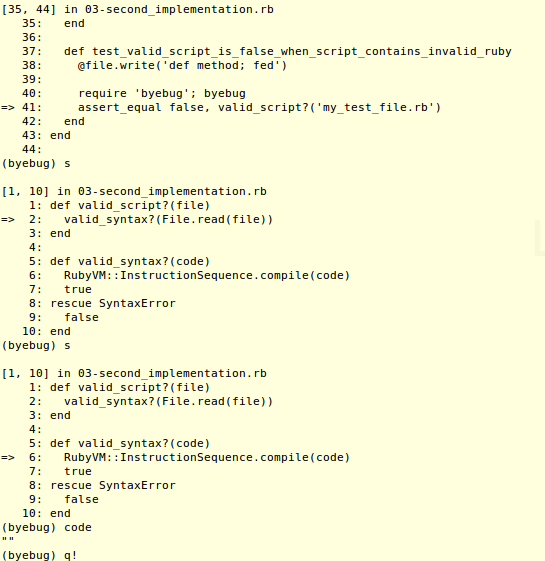 [35, 44] in 03-second_implementation.rb
   35:   end
   36:
   37:   def test_valid_script_is_false_when_script_contains_invalid_ruby
   38:     @file.write('def method; fed')
   39:
   40:     require 'byebug'; byebug
=> 41:     assert_equal false, valid_script?('my_test_file.rb')
   42:   end
   43: end
   44:
(byebug) s
[1, 10] in 03-second_implementation.rb
    1: def valid_script?(file)
=>  2:   valid_syntax?(File.read(file))
    3: end
    4:
    5: def valid_syntax?(code)
    6:   RubyVM::InstructionSequence.compile(code)
    7:   true
    8: rescue SyntaxError
    9:   false
   10: end
(byebug) s
[1, 10] in 03-second_implementation.rb
    1: def valid_script?(file)
    2:   valid_syntax?(File.read(file))
    3: end
    4:
    5: def valid_syntax?(code)
=>  6:   RubyVM::InstructionSequence.compile(code)
    7:   true
    8: rescue SyntaxError
    9:   false
   10: end
(byebug) code
""
(byebug) q!